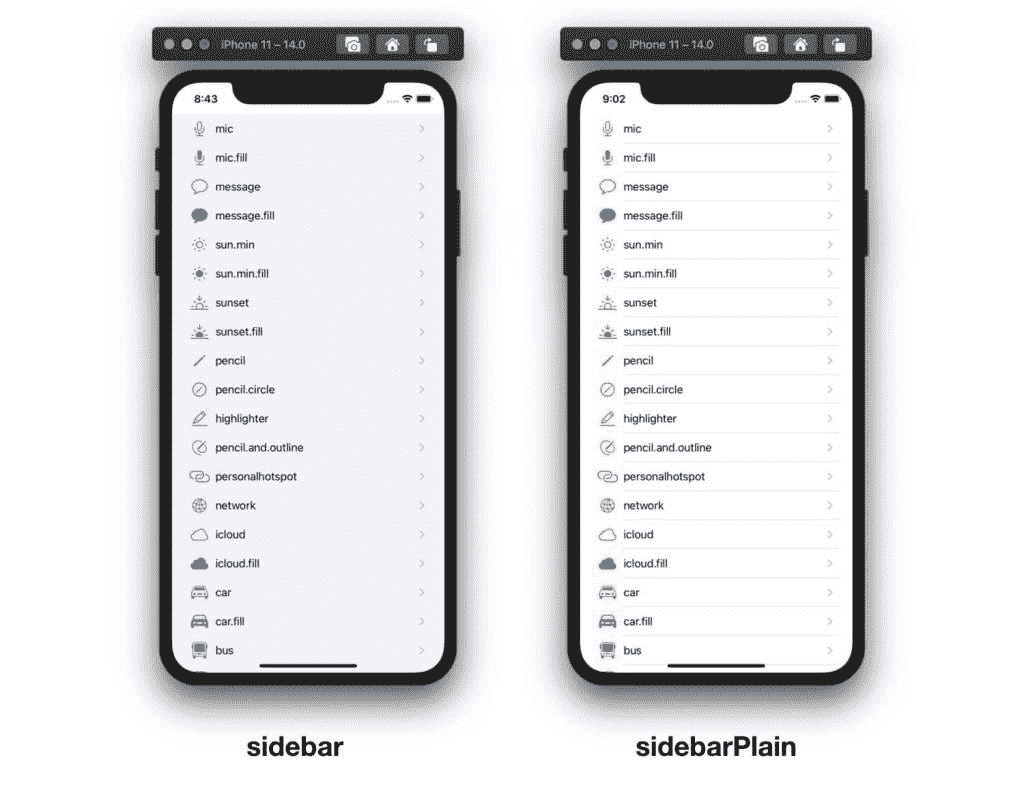 iPhone 11 – 14.0
8:43
mic
mic.fill
message
message.fill
sun.min
sun.min.fill
sunset
sunset.fill
pencil
pencil.circle
highlighter
pencil.and.outline
personalhotspot
network
icloud
icloud.fill
car
car.fill
bus
sidebar
iPhone 11 – 14.0
9:02
mic
mic.fill
message
message.fill
sun.min
sun.min.fill
sunset
sunset.fill
pencil
pencil.circle
highlighter
pencil.and.outline
personalhotspot
network
icloud
icloud.fill
car
car.fill
bus
sidebarPlain